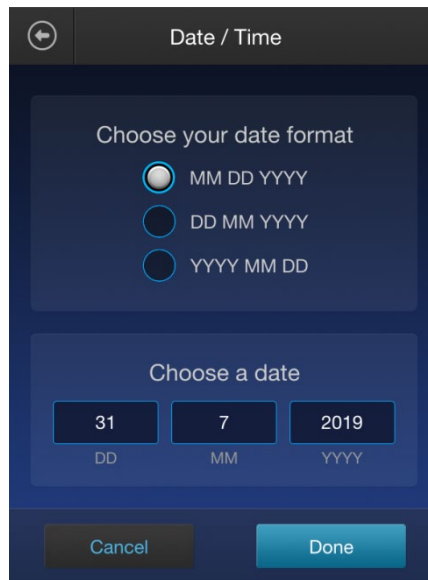 Date / Time
Choose your date format
MM DD YYYY
DD MM YYYY
YYYY MM DD
Choose a date
31 7 2019
DD MM YYYY
Cancel Done